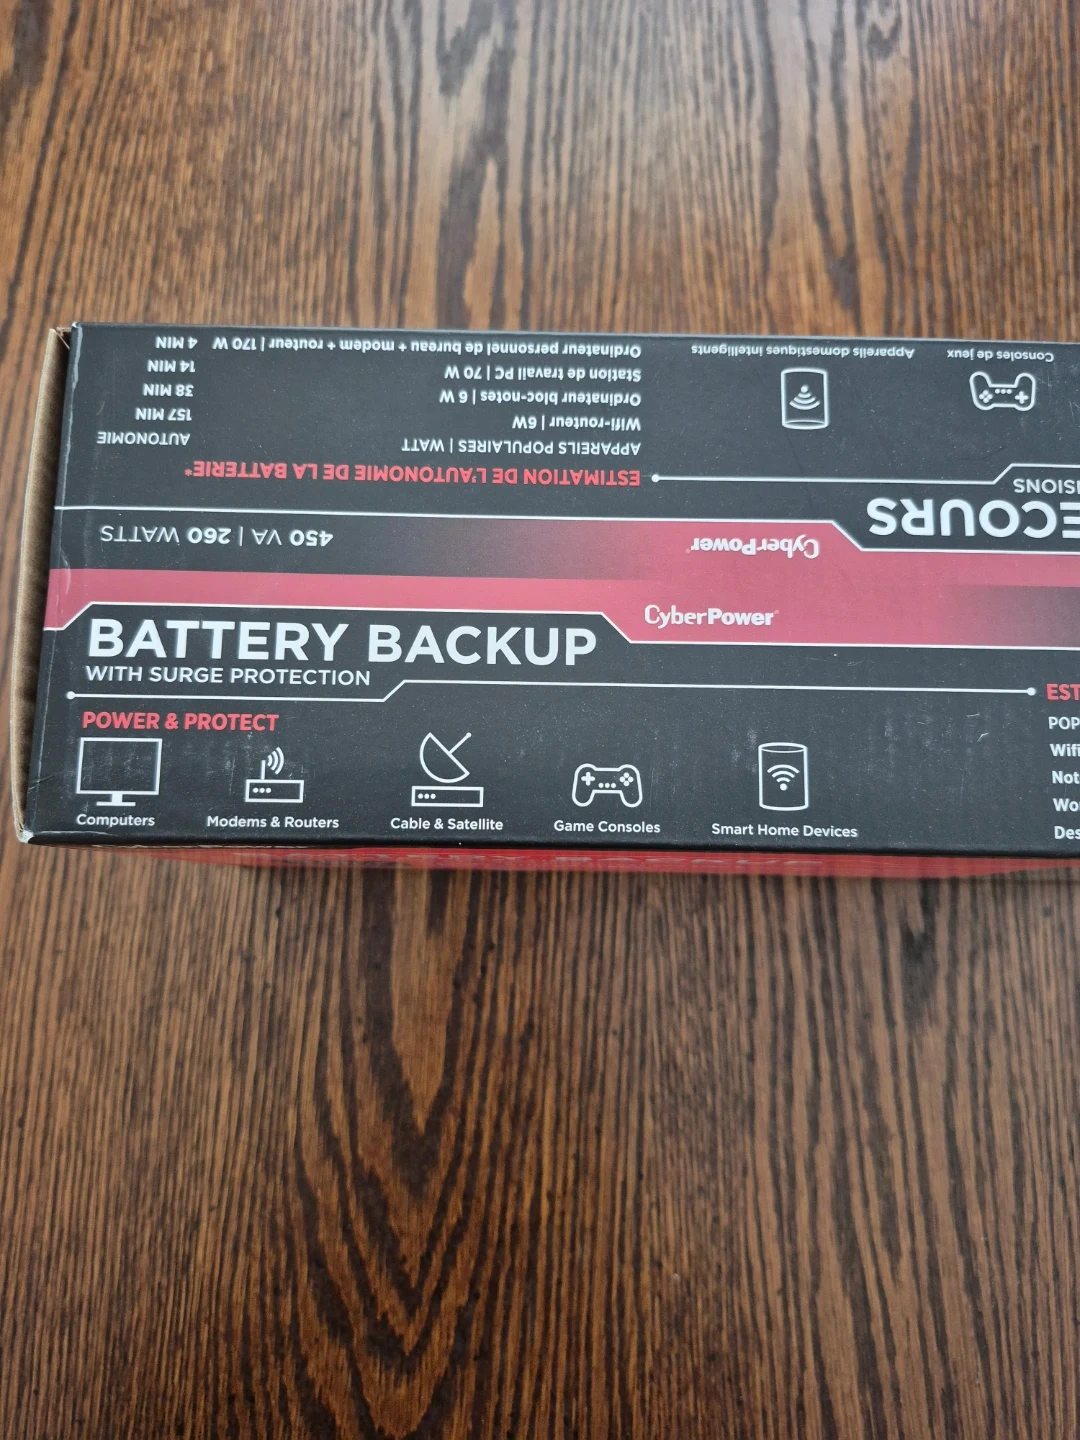 CyberPower
BATTERY BACKUP
WITH SURGE PROTECTION
POWER & PROTECT
Computers
Modems & Routers
Cable & Satellite
Game Consoles
Smart Home Devices
EST
POP
Wifi
Not
Wo
Des
ECOURS
ISIONS
CyberPower
450 VA | 260 WATTS
Consoles de jeux
Appareils domestiques intelligents
ESTIMATION DE L'AUTONOMIE DE LA BATTERIE*
APPAREILS POPULAIRES | WATT AUTONOMIE
Wifi-routeur | 6W 157 MIN
Ordinateur bloc-notes | 6 W 38 MIN
Station de travail PC | 70 W 14 MIN
Ordinateur personnel de bureau + modem + routeur | 170 W 4 MIN